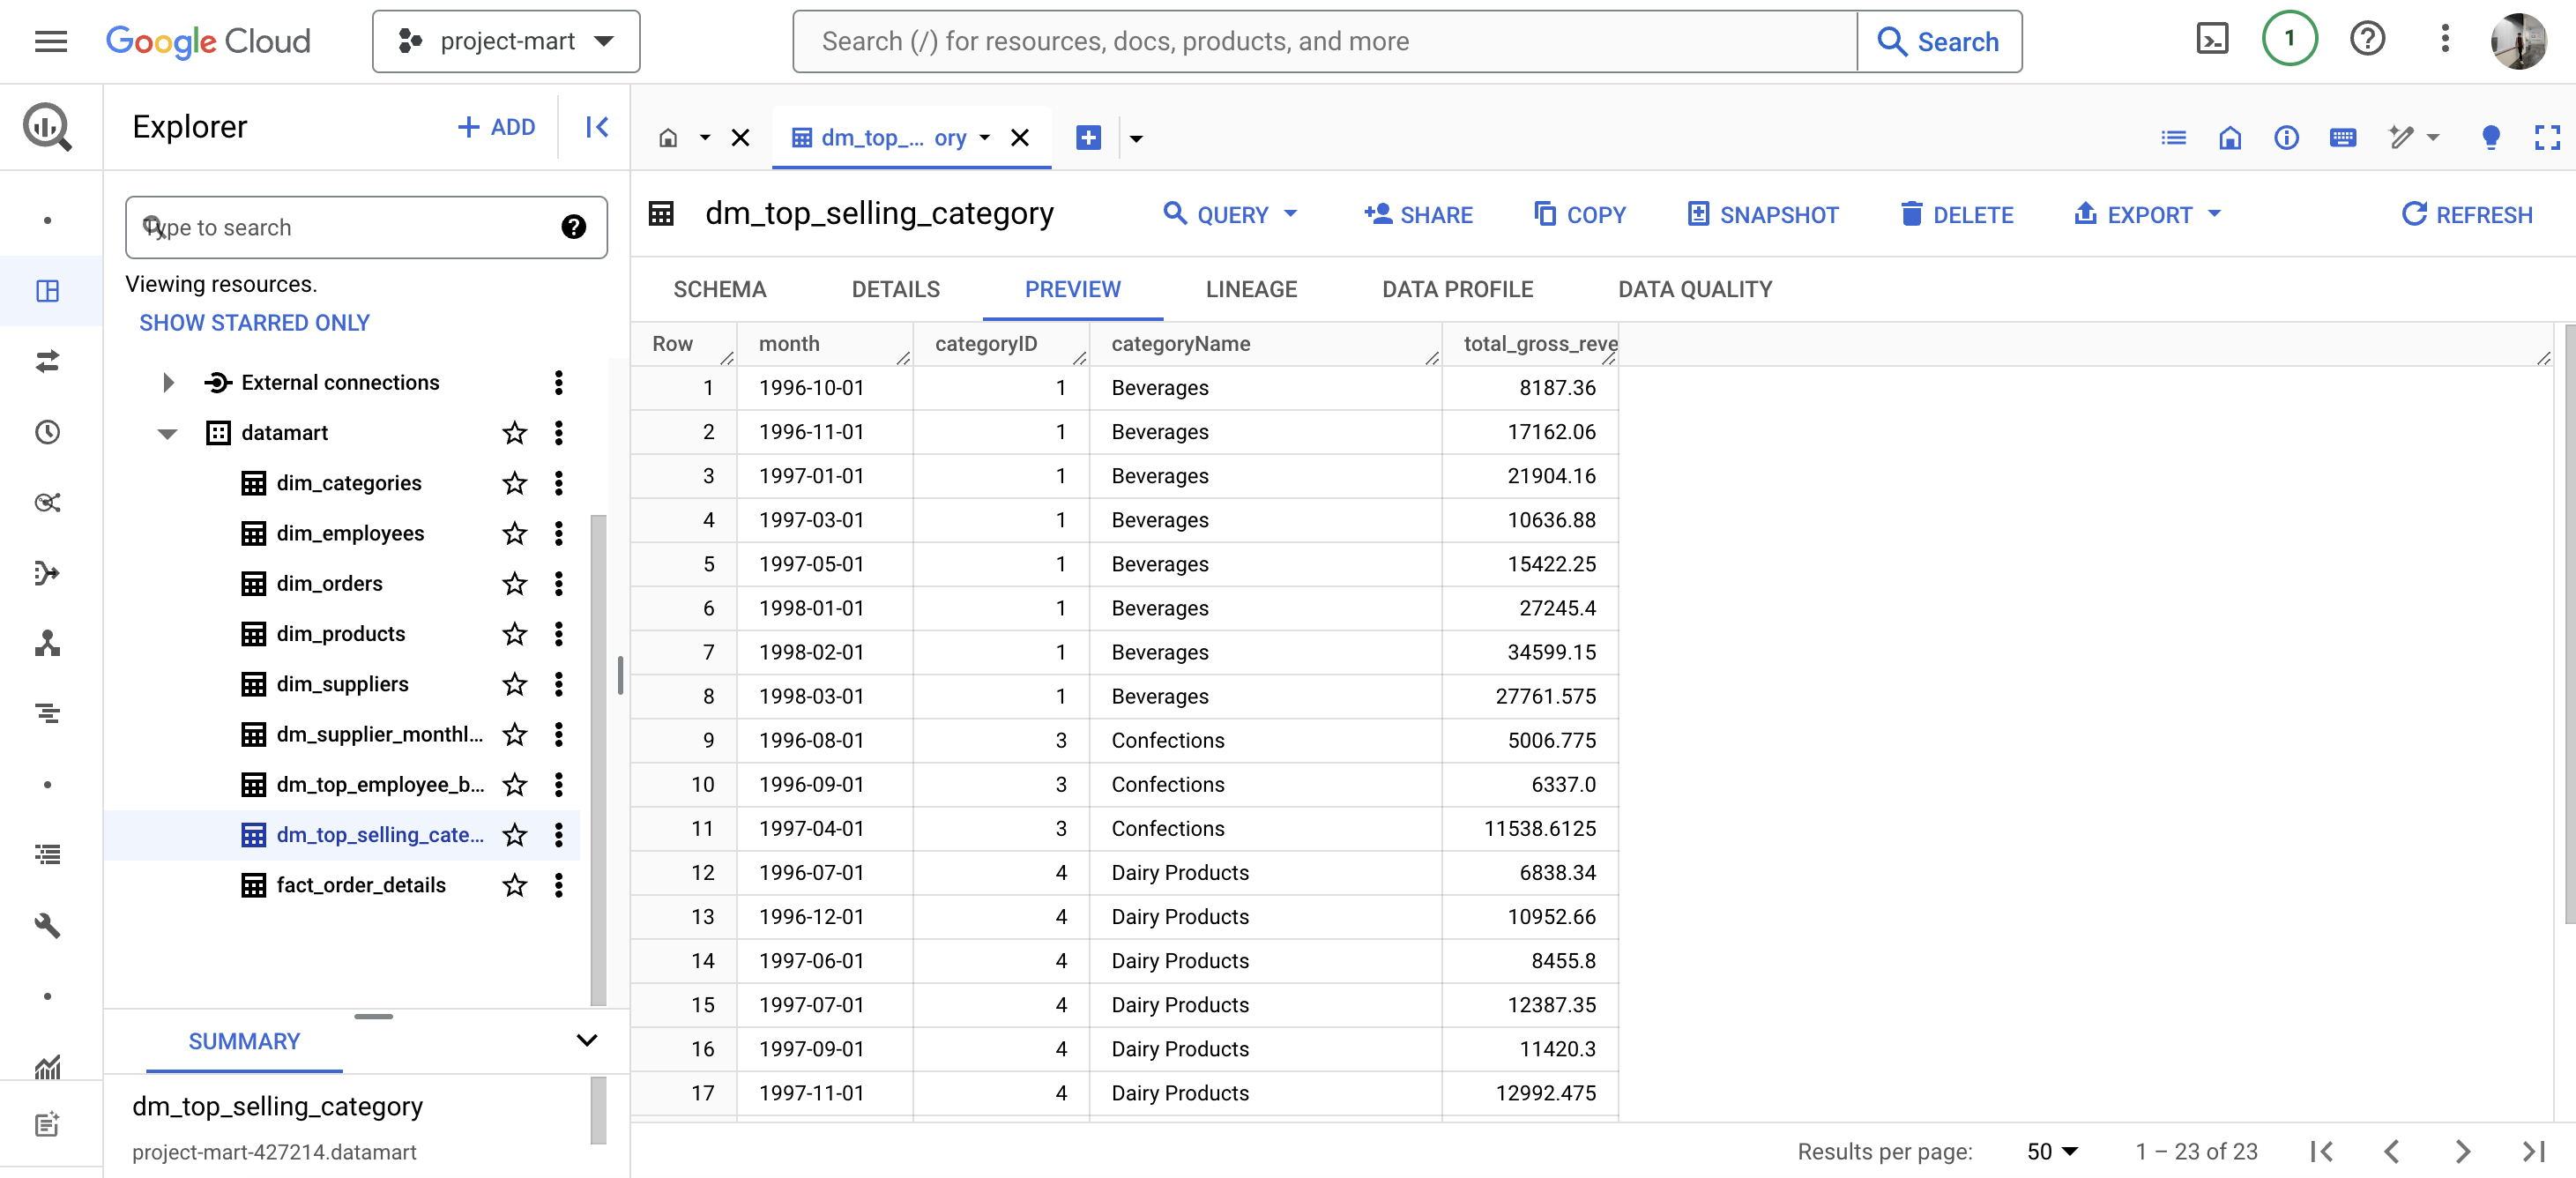 Google Cloud
project-mart
Search (/) for resources, docs, products, and more
Search
1
Explorer
+ ADD
Type to search
Viewing resources.
SHOW STARRED ONLY
External connections
datamart
dim_categories
dim_employees
dim_orders
dim_products
dim_suppliers
dm_supplier_monthl...
dm_top_employee_b...
dm_top_selling_cate...
fact_order_details
SUMMARY
dm_top_selling_category
project-mart-427214.datamart
dm_top_... ory
dm_top_selling_category
QUERY SHARE COPY SNAPSHOT DELETE EXPORT REFRESH
SCHEMA DETAILS PREVIEW LINEAGE DATA PROFILE DATA QUALITY
Row month categoryID categoryName total_gross_reve
1 1996-10-01 1 Beverages 8187.36
2 1996-11-01 1 Beverages 17162.06
3 1997-01-01 1 Beverages 21904.16
4 1997-03-01 1 Beverages 10636.88
5 1997-05-01 1 Beverages 15422.25
6 1998-01-01 1 Beverages 27245.4
7 1998-02-01 1 Beverages 34599.15
8 1998-03-01 1 Beverages 27761.575
9 1996-08-01 3 Confections 5006.775
10 1996-09-01 3 Confections 6337.0
11 1997-04-01 3 Confections 11538.6125
12 1996-07-01 4 Dairy Products 6838.34
13 1996-12-01 4 Dairy Products 10952.66
14 1997-06-01 4 Dairy Products 8455.8
15 1997-07-01 4 Dairy Products 12387.35
16 1997-09-01 4 Dairy Products 11420.3
17 1997-11-01 4 Dairy Products 12992.475
Results per page: 50 1 – 23 of 23